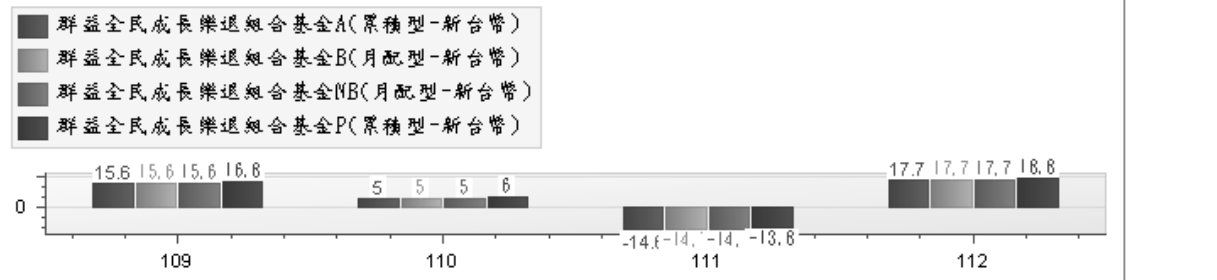 群益全民成長樂退組合基金A(累積型-新台幣)
群益全民成長樂退組合基金B(月配型-新台幣)
群益全民成長樂退組合基金NB(月配型-新台幣)
群益全民成長樂退組合基金P(累積型-新台幣)
15.6 15.6 15.6 16.6 5 5 5 6 17.7 17.7 17.7 18.8
0
-14. -14. -14. -13.6
109 110 111 112